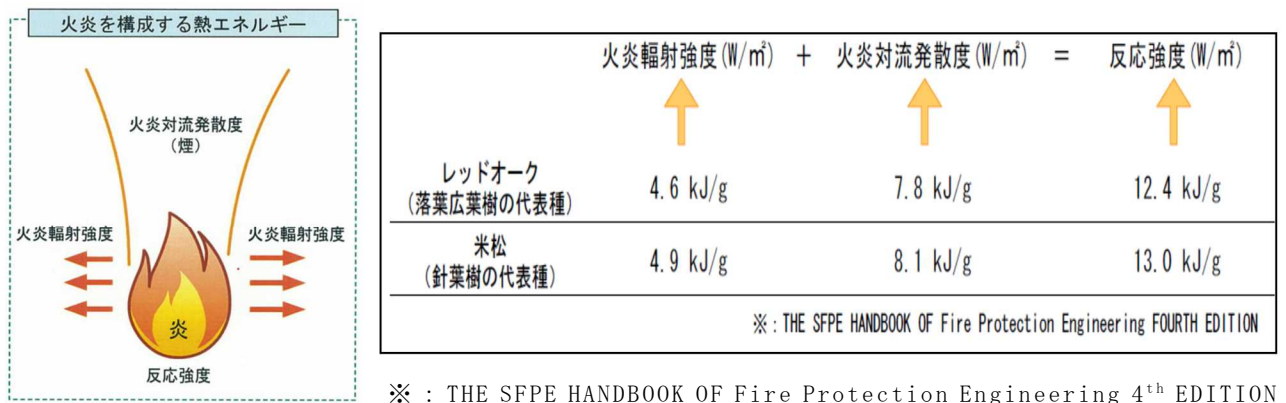 火炎を構成する熱エネルギー
火炎対流発散度
(煙)
火炎輻射強度
火炎輻射強度
炎
反応強度
火炎輻射強度(W/㎡) + 火炎対流発散度(W/㎡) = 反応強度(W/㎡)
レッドオーク
(落葉広葉樹の代表種)
4.6 kJ/g 7.8 kJ/g 12.4 kJ/g
米松
(針葉樹の代表種)
4.9 kJ/g 8.1 kJ/g 13.0 kJ/g
※:THE SFPE HANDBOOK OF Fire Protection Engineering FOURTH EDITION
※ : THE SFPE HANDBOOK OF Fire Protection Engineering 4th EDITION